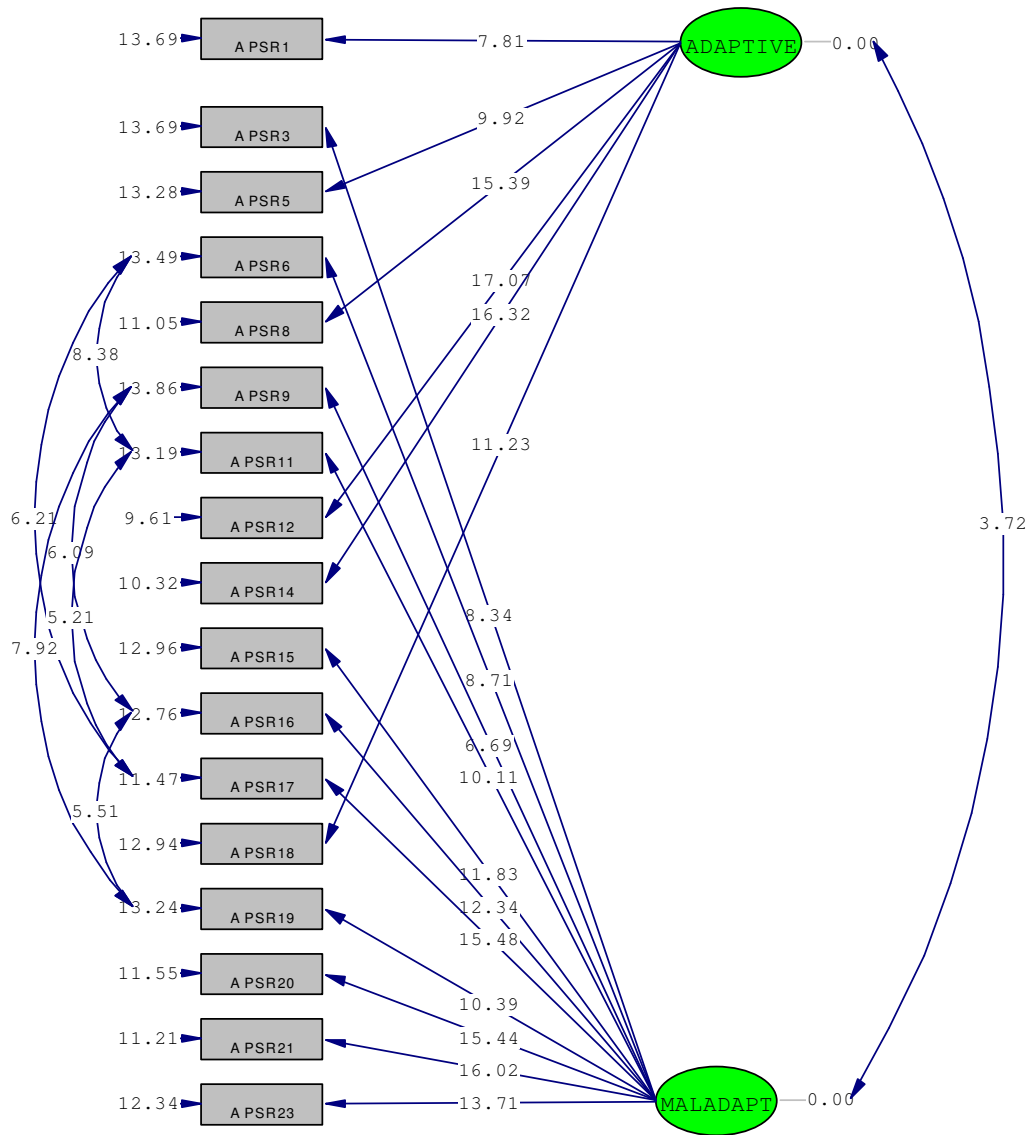 13.69 APSR1 7.81 ADAPTIVE 0.00
13.69 APSR3
9.92
13.28 APSR5
15.39
13.49 APSR6
17.07
16.32
11.05 APSR8
8.38
13.86 APSR9
11.23
13.19 APSR11
9.61 APSR12
6.21
3.72
6.09
10.32 APSR14
5.21
8.34
7.92
12.96 APSR15
8.71
12.76 APSR16
6.69
10.11
11.47 APSR17
5.51
12.94 APSR18
11.83
12.34
13.24 APSR19
15.48
11.55 APSR20
10.39
15.44
11.21 APSR21
16.02
12.34 APSR23 13.71 MALADAPT 0.00